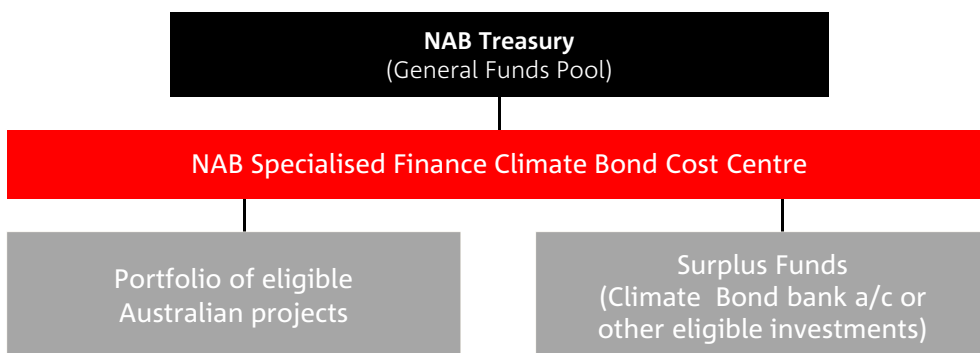 NAB Treasury
(General Funds Pool)
NAB Specialised Finance Climate Bond Cost Centre
Portfolio of eligible
Australian projects
Surplus Funds
(Climate Bond bank a/c or
other eligible investments)